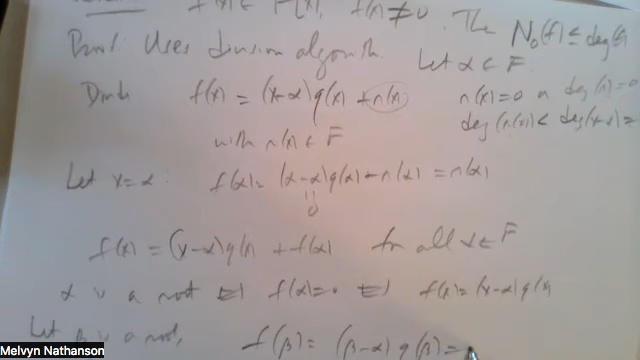 f(x) ∈ F[x], f(x) ≠ 0. The N₀(f) ≤ deg(f)
Proof: Uses division algorithm. Let α ∈ F.
Divide f(x) = (x-α)q(x) + r(x) r(x)=0 or deg(r)=0
deg(r(x)) < deg(x-α) =
with r(x) ∈ F
Let x=α: f(α) = (α-α)q(α)+r(α) = r(α)
0
f(x) = (x-α)q(x) + f(α) for all α ∈ F
α is a root ⟺ f(α)=0 ⟺ f(x) = (x-α)q(x)
Let β is a root, f(β) = (β-α)q(β) =
Melvyn Nathanson